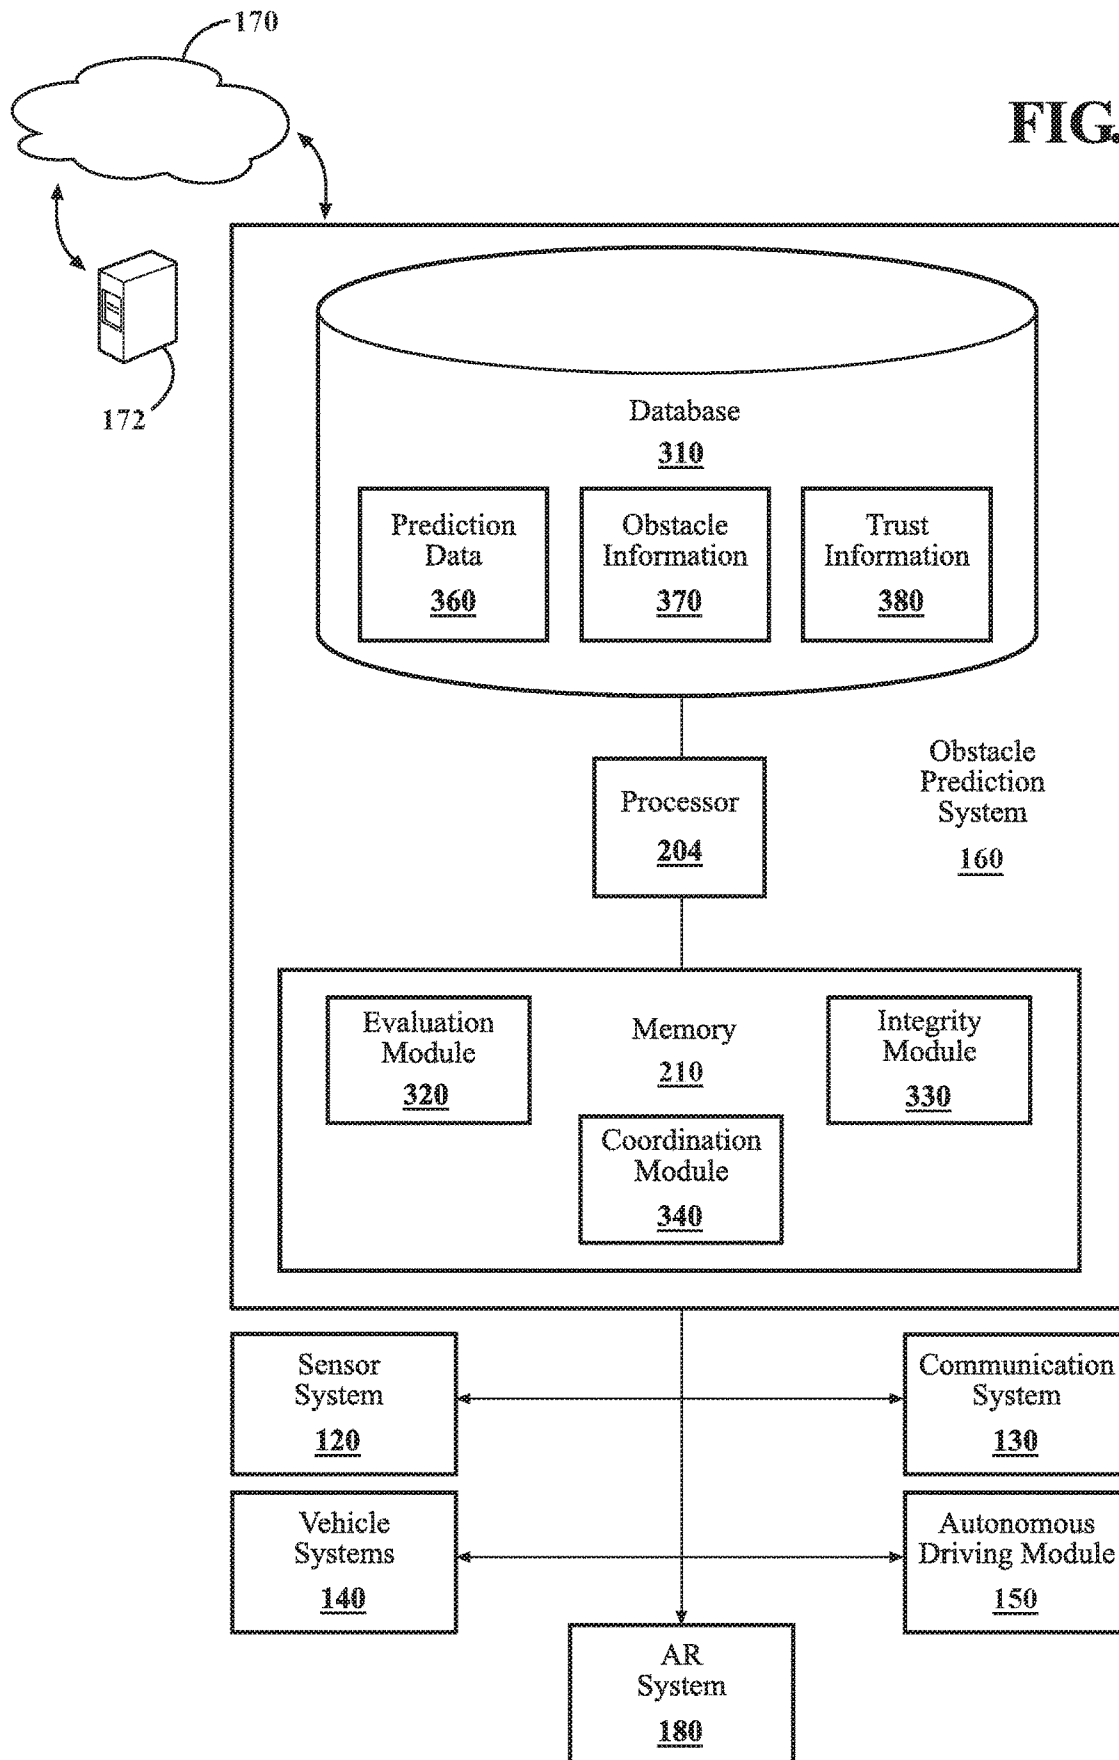 170
FIG.
172
Database
310
Prediction
Data
360
Obstacle
Information
370
Trust
Information
380
Processor
204
Obstacle
Prediction
System
160
Evaluation
Module
320
Memory
210
Integrity
Module
330
Coordination
Module
340
Sensor
System
120
Communication
System
130
Vehicle
Systems
140
Autonomous
Driving Module
150
AR
System
180